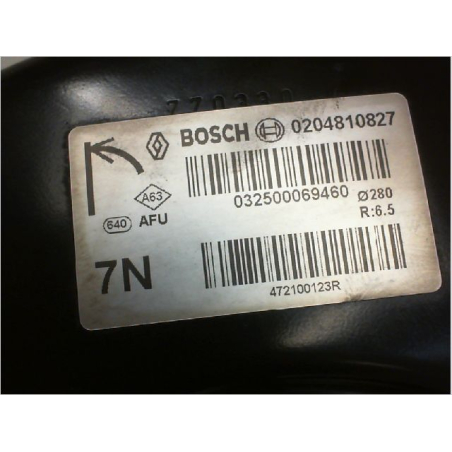 BOSCH 0204810827
032500069460 Ø280
R:6.5
A63
640 AFU
7N
472100123R